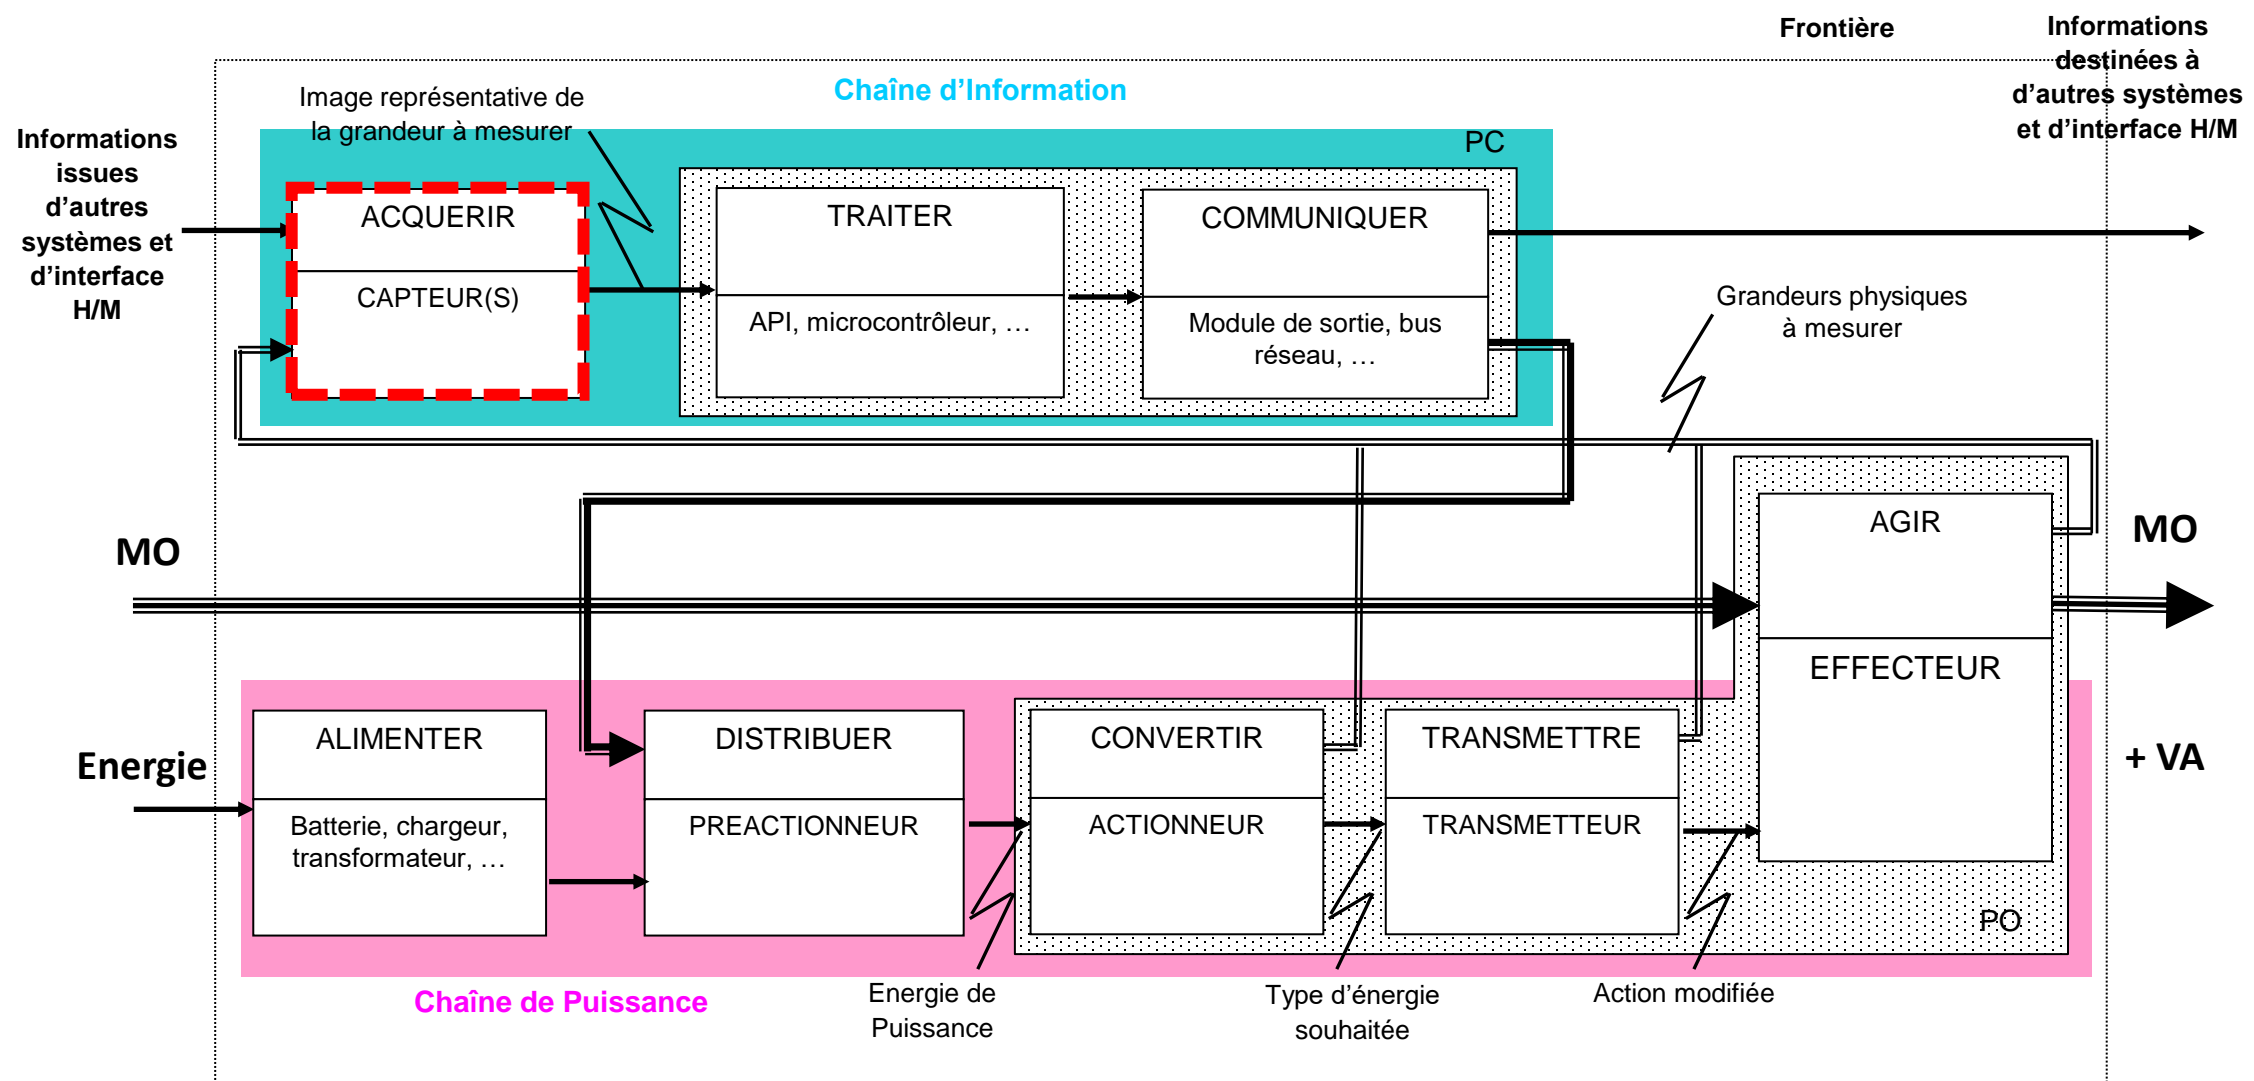 Frontière
Informations
destinées à
d'autres systèmes
et d'interface H/M
Chaîne d'Information
Image représentative de
la grandeur à mesurer
Informations
issues
d'autres
systèmes et
d'interface
H/M
PC
ACQUERIR
CAPTEUR(S)
TRAITER
API, microcontrôleur, …
COMMUNIQUER
Module de sortie, bus
réseau, …
Grandeurs physiques
à mesurer
MO
AGIR
EFFECTEUR
MO
Energie
ALIMENTER
Batterie, chargeur,
transformateur, …
DISTRIBUER
PREACTIONNEUR
CONVERTIR
ACTIONNEUR
TRANSMETTRE
TRANSMETTEUR
+ VA
PO
Chaîne de Puissance
Energie de
Puissance
Type d'énergie
souhaitée
Action modifiée